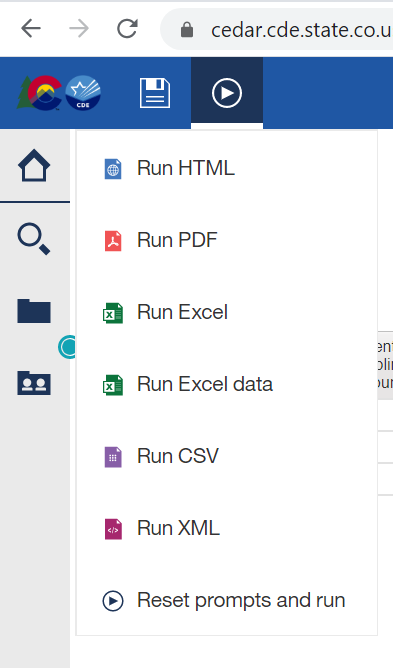 cedar.cde.state.co.u
CDE
Run HTML
Run PDF
Run Excel
Run Excel data
Run CSV
Run XML
Reset prompts and run